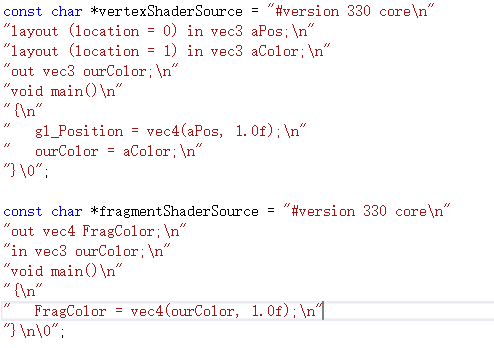 const char *vertexShaderSource = "#version 330 core\n"
"layout (location = 0) in vec3 aPos;\n"
"layout (location = 1) in vec3 aColor;\n"
"out vec3 ourColor;\n"
"void main()\n"
"{\n"
"   gl_Position = vec4(aPos, 1.0f);\n"
"   ourColor = aColor;\n"
"}\0";

const char *fragmentShaderSource = "#version 330 core\n"
"out vec4 FragColor;\n"
"in vec3 ourColor;\n"
"void main()\n"
"{\n"
"   FragColor = vec4(ourColor, 1.0f);\n"
"}\n\0";